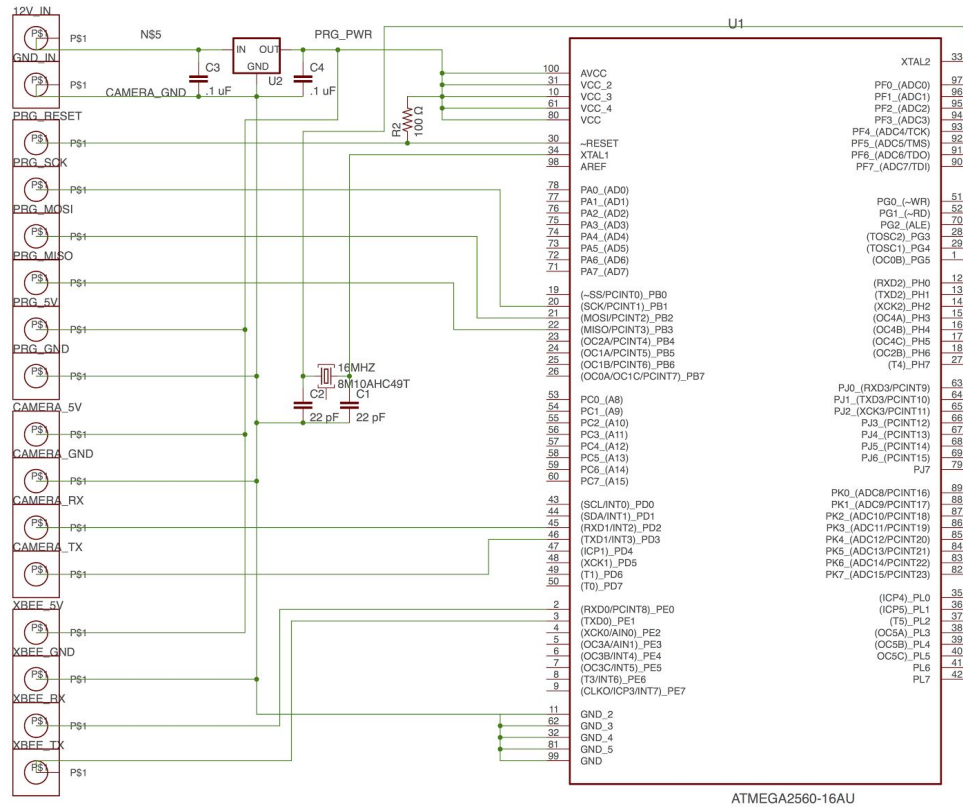 12V_IN
P$1
P$1
N$5
GND_IN
P$1
P$1
PRG_RESET
P$1
P$1
PRG_SCK
P$1
P$1
PRG_MOSI
P$1
P$1
PRG_MISO
P$1
P$1
PRG_5V
P$1
P$1
PRG_GND
P$1
P$1
CAMERA_5V
P$1
P$1
CAMERA_GND
P$1
P$1
CAMERA_RX
P$1
P$1
CAMERA_TX
P$1
P$1
XBEE_5V
P$1
P$1
XBEE_GND
P$1
P$1
XBEE_RX
P$1
P$1
XBEE_TX
P$1
P$1
IN OUT
GND
U2
PRG_PWR
C3
.1 uF
C4
.1 uF
CAMERA_GND
R2
100 Ω
16MHZ
8M10AHC49T
C2
22 pF
C1
22 pF
U1
100 AVCC
31 VCC_2
10 VCC_3
61 VCC_4
80 VCC
30 ~RESET
34 XTAL1
98 AREF
78 PA0_(AD0)
77 PA1_(AD1)
76 PA2_(AD2)
75 PA3_(AD3)
74 PA4_(AD4)
73 PA5_(AD5)
72 PA6_(AD6)
71 PA7_(AD7)
19 (~SS/PCINT0)_PB0
20 (SCK/PCINT1)_PB1
21 (MOSI/PCINT2)_PB2
22 (MISO/PCINT3)_PB3
23 (OC2A/PCINT4)_PB4
24 (OC1A/PCINT5)_PB5
25 (OC1B/PCINT6)_PB6
26 (OC0A/OC1C/PCINT7)_PB7
53 PC0_(A8)
54 PC1_(A9)
55 PC2_(A10)
56 PC3_(A11)
57 PC4_(A12)
58 PC5_(A13)
59 PC6_(A14)
60 PC7_(A15)
43 (SCL/INT0)_PD0
44 (SDA/INT1)_PD1
45 (RXD1/INT2)_PD2
46 (TXD1/INT3)_PD3
47 (ICP1)_PD4
48 (XCK1)_PD5
49 (T1)_PD6
50 (T0)_PD7
2 (RXD0/PCINT8)_PE0
3 (TXD0)_PE1
4 (XCK0/AIN0)_PE2
5 (OC3A/AIN1)_PE3
6 (OC3B/INT4)_PE4
7 (OC3C/INT5)_PE5
8 (T3/INT6)_PE6
9 (CLKO/ICP3/INT7)_PE7
11 GND_2
62 GND_3
32 GND_4
81 GND_5
99 GND
XTAL2 33
PF0_(ADC0) 97
PF1_(ADC1) 96
PF2_(ADC2) 95
PF3_(ADC3) 94
PF4_(ADC4/TCK) 93
PF5_(ADC5/TMS) 92
PF6_(ADC6/TDO) 91
PF7_(ADC7/TDI) 90
PG0_(~WR) 51
PG1_(~RD) 52
PG2_(ALE) 70
(TOSC2)_PG3 28
(TOSC1)_PG4 29
(OC0B)_PG5 1
(RXD2)_PH0 12
(TXD2)_PH1 13
(XCK2)_PH2 14
(OC4A)_PH3 15
(OC4B)_PH4 16
(OC4C)_PH5 17
(OC2B)_PH6 18
(T4)_PH7 27
PJ0_(RXD3/PCINT9) 63
PJ1_(TXD3/PCINT10) 64
PJ2_(XCK3/PCINT11) 65
PJ3_(PCINT12) 66
PJ4_(PCINT13) 67
PJ5_(PCINT14) 68
PJ6_(PCINT15) 69
PJ7 79
PK0_(ADC8/PCINT16) 89
PK1_(ADC9/PCINT17) 88
PK2_(ADC10/PCINT18) 87
PK3_(ADC11/PCINT19) 86
PK4_(ADC12/PCINT20) 85
PK5_(ADC13/PCINT21) 84
PK6_(ADC14/PCINT22) 83
PK7_(ADC15/PCINT23) 82
(ICP4)_PL0 35
(ICP5)_PL1 36
(T5)_PL2 37
(OC5A)_PL3 38
(OC5B)_PL4 39
OC5C)_PL5 40
PL6 41
PL7 42
ATMEGA2560-16AU